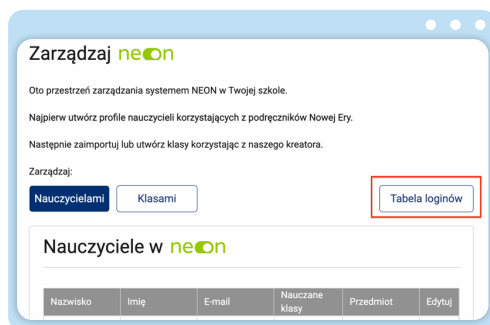 Zarządzaj neon
Oto przestrzeń zarządzania systemem NEON w Twojej szkole.
Najpierw utwórz profile nauczycieli korzystających z podręczników Nowej Ery.
Następnie zaimportuj lub utwórz klasy korzystając z naszego kreatora.
Zarządzaj:
Nauczycielami Klasami Tabela loginów
Nauczyciele w neon
Nazwisko Imię E-mail Nauczane klasy Przedmiot Edytuj